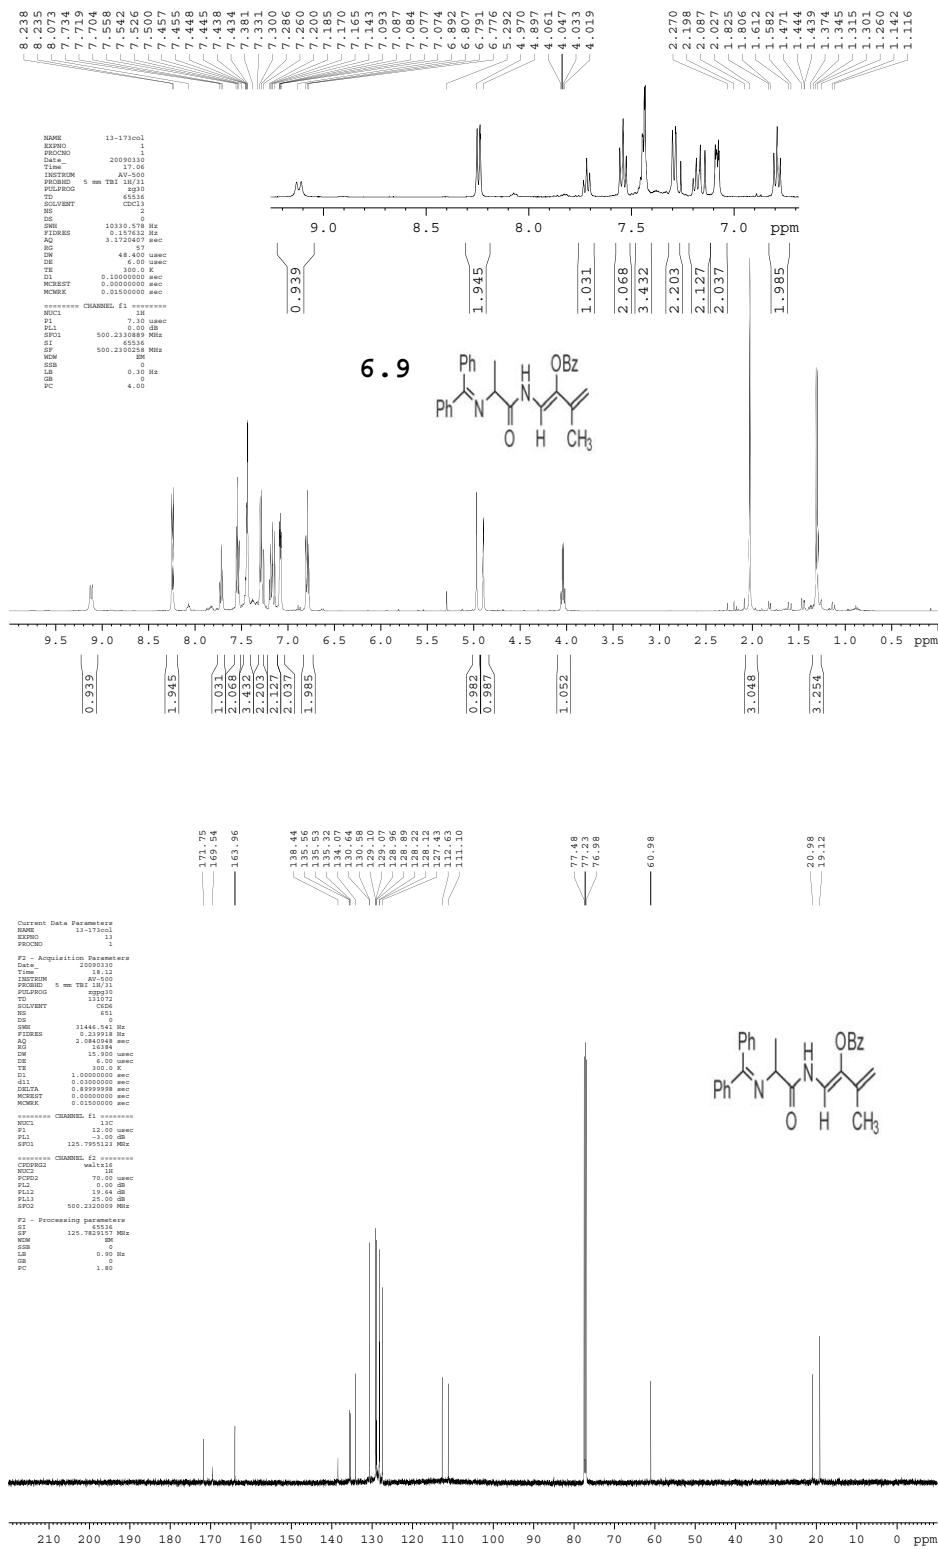 8.238
8.235
8.073
7.734
7.719
7.704
7.558
7.542
7.526
7.500
7.457
7.455
7.448
7.445
7.438
7.434
7.381
7.331
7.300
7.286
7.260
7.200
7.185
7.170
7.165
7.143
7.093
7.087
7.084
7.077
7.074
6.892
6.807
6.791
6.776
5.292
4.970
4.897
4.061
4.047
4.033
4.019
2.270
2.198
2.087
2.027
1.825
1.806
1.612
1.582
1.471
1.444
1.439
1.374
1.345
1.315
1.301
1.260
1.142
1.116
NAME 13-173col
EXPNO 1
PROCNO 1
Date_ 20090330
Time 17.06
INSTRUM AV-500
PROBHD 5 mm TBI 1H/31
PULPROG zg30
TD 65536
SOLVENT CDCl3
NS 2
DS 0
SWH 10330.578 Hz
FIDRES 0.157632 Hz
AQ 3.1720407 sec
RG 57
DW 48.400 usec
DE 6.00 usec
TE 300.0 K
D1 0.10000000 sec
MCREST 0.00000000 sec
MCWRK 0.01500000 sec
======== CHANNEL f1 ========
NUC1 1H
P1 7.30 usec
PL1 0.00 dB
SFO1 500.2330889 MHz
SI 65536
SF 500.2300258 MHz
WDW EM
SSB 0
LB 0.30 Hz
GB 0
PC 4.00
9.0 8.5 8.0 7.5 7.0 ppm
0.939 1.945 1.031 2.068 3.432 2.203 2.127 2.037 1.985
6.9
Ph H OBz
Ph N N
O H CH3
9.5 9.0 8.5 8.0 7.5 7.0 6.5 6.0 5.5 5.0 4.5 4.0 3.5 3.0 2.5 2.0 1.5 1.0 0.5 ppm
0.939 1.945 1.031 2.068 3.432 2.203 2.127 2.037 1.985 0.982 0.987 1.052 3.048 3.254
171.75
169.54
163.96
138.44
135.56
135.53
135.32
134.07
130.64
130.58
129.10
129.07
128.96
128.89
128.22
128.12
127.43
112.63
111.10
77.48
77.23
76.98
60.98
20.98
19.12
Current Data Parameters
NAME 13-173col
EXPNO 13
PROCNO 1
F2 - Acquisition Parameters
Date_ 20090330
Time 18.12
INSTRUM AV-500
PROBHD 5 mm TBI 1H/31
PULPROG zgpg30
TD 131072
SOLVENT C6D6
NS 651
DS 0
SWH 31446.541 Hz
FIDRES 0.239918 Hz
AQ 2.0840948 sec
RG 16384
DW 15.900 usec
DE 6.00 usec
TE 300.0 K
D1 1.00000000 sec
d11 0.03000000 sec
DELTA 0.89999998 sec
MCREST 0.00000000 sec
MCWRK 0.01500000 sec
======== CHANNEL f1 ========
NUC1 13C
P1 12.00 usec
PL1 -3.00 dB
SFO1 125.7955123 MHz
======== CHANNEL f2 ========
CPDPRG2 waltz16
NUC2 1H
PCPD2 70.00 usec
PL2 0.00 dB
PL12 19.64 dB
PL13 25.00 dB
SFO2 500.2320009 MHz
F2 - Processing parameters
SI 65536
SF 125.7829157 MHz
WDW EM
SSB 0
LB 0.90 Hz
GB 0
PC 1.80
Ph H OBz
Ph N N
O H CH3
210 200 190 180 170 160 150 140 130 120 110 100 90 80 70 60 50 40 30 20 10 0 ppm